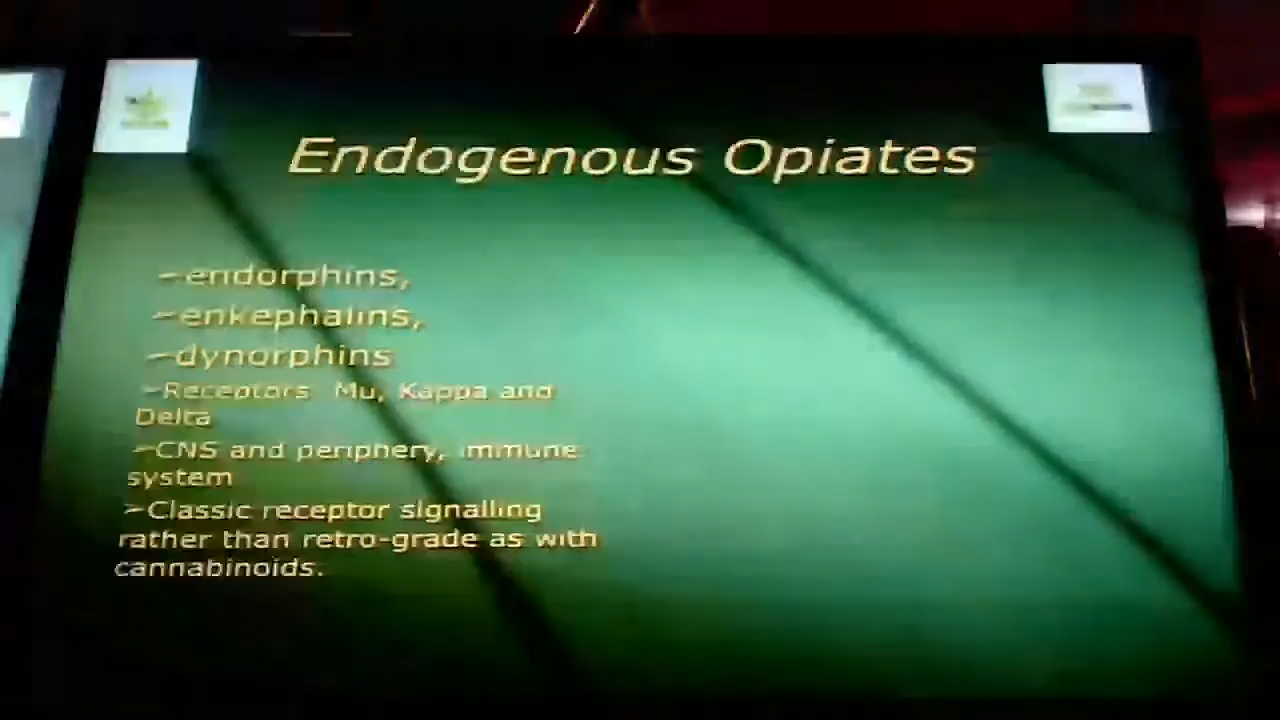 Endogenous Opiates
➢endorphins,
➢enkephalins,
➢dynorphins
➢Receptors: Mu, Kappa and
Delta
➢CNS and periphery, immune
system
➢Classic receptor signalling
rather than retro-grade as with
cannabinoids.